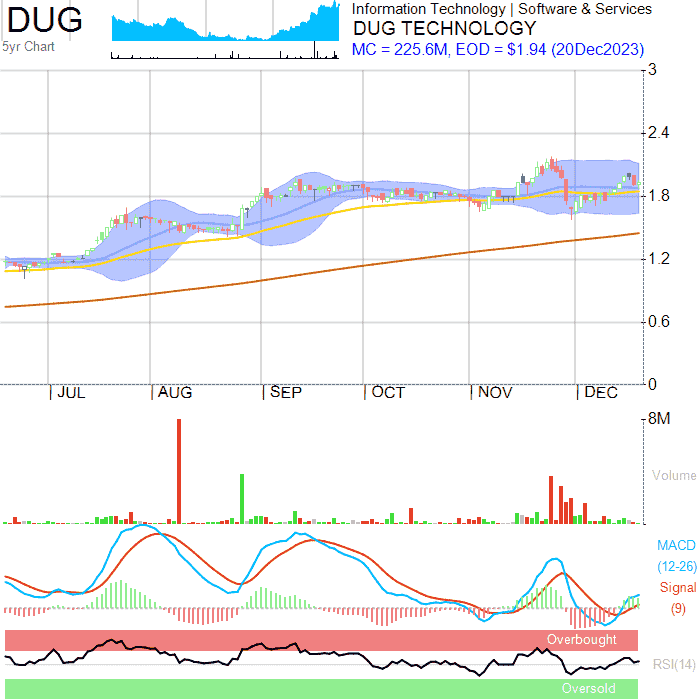 DUG
5yr Chart
Information Technology | Software & Services
DUG TECHNOLOGY
MC = 225.6M, EOD = $1.94 (20Dec2023)
3
2.4
1.8
1.2
0.6
0
JUL
AUG
SEP
OCT
NOV
DEC
8M
Volume
MACD
(12-26)
Signal
(9)
Overbought
RSI(14)
Oversold